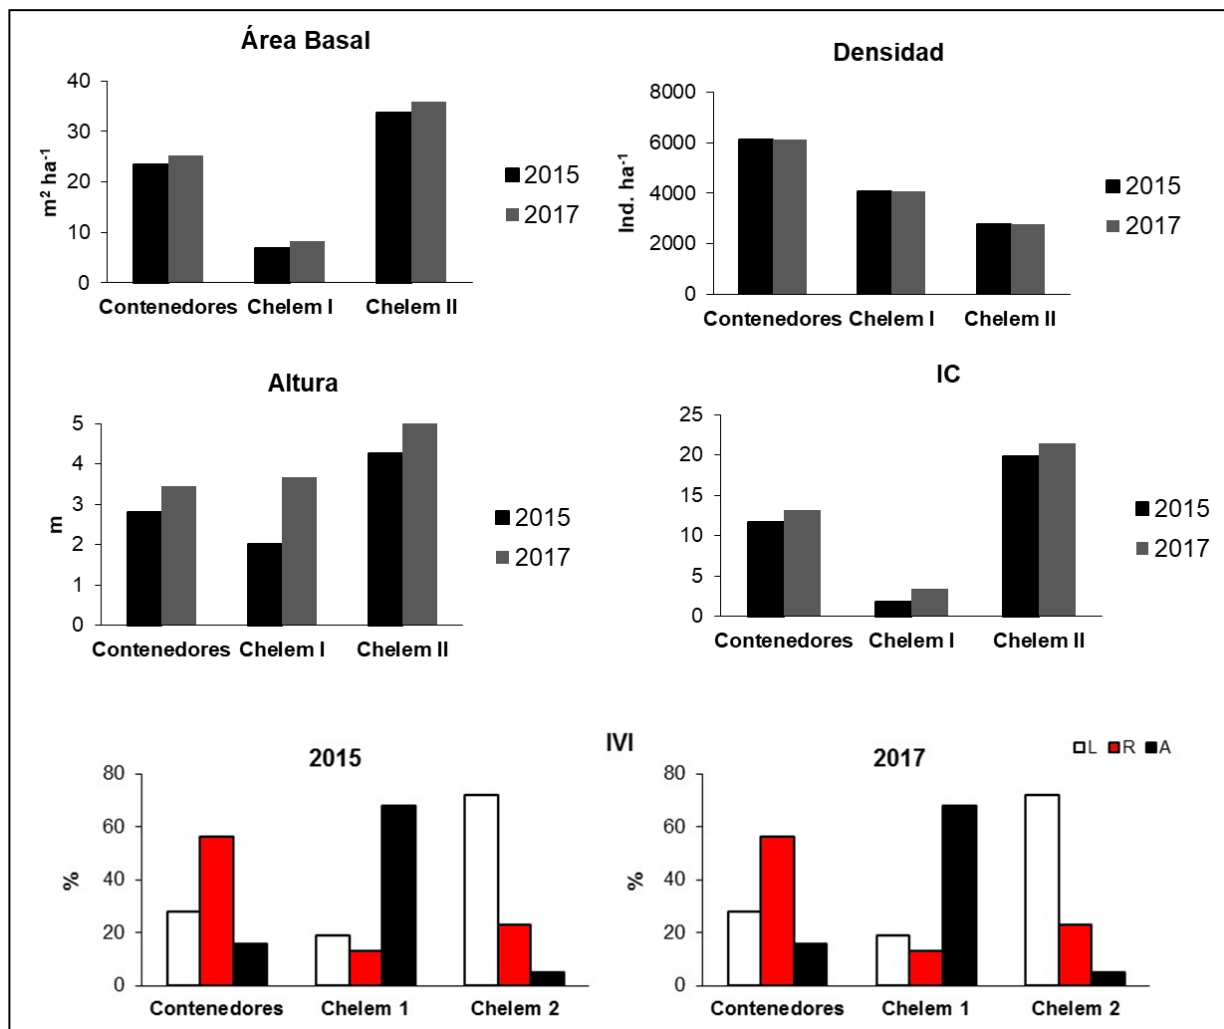 Área Basal
40
30
20
10
0
m² ha⁻¹
Contenedores Chelem I Chelem II
2015
2017
Densidad
8000
6000
4000
2000
0
Ind. ha⁻¹
Contenedores Chelem I Chelem II
2015
2017
Altura
5
4
3
2
1
0
m
Contenedores Chelem I Chelem II
2015
2017
IC
25
20
15
10
5
0
Contenedores Chelem I Chelem II
2015
2017
IVI
2015
80
60
40
20
0
%
Contenedores Chelem 1 Chelem 2
2017
L R A
80
60
40
20
0
%
Contenedores Chelem 1 Chelem 2